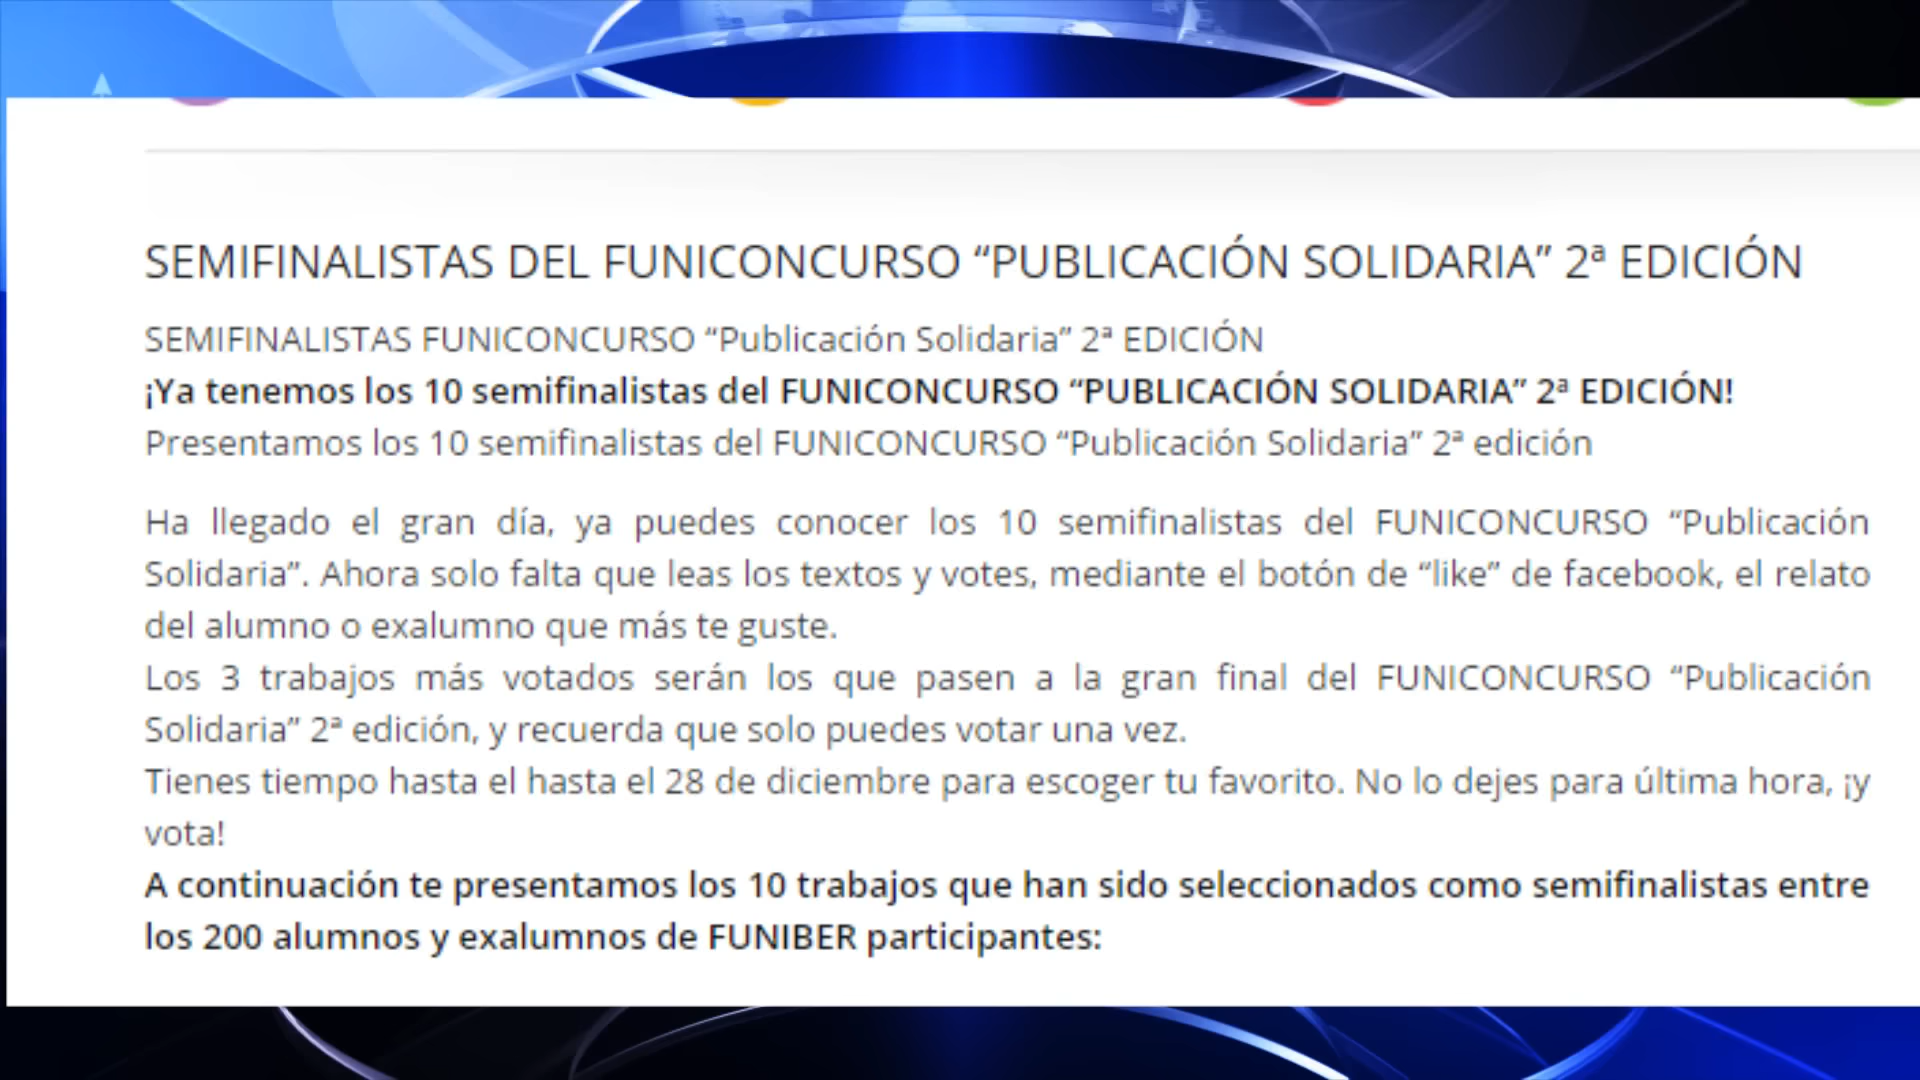 SEMIFINALISTAS DEL FUNICONCURSO “PUBLICACIÓN SOLIDARIA” 2ª EDICIÓN
SEMIFINALISTAS FUNICONCURSO “Publicación Solidaria” 2ª EDICIÓN
¡Ya tenemos los 10 semifinalistas del FUNICONCURSO “PUBLICACIÓN SOLIDARIA” 2ª EDICIÓN!
Presentamos los 10 semifinalistas del FUNICONCURSO “Publicación Solidaria” 2ª edición
Ha llegado el gran día, ya puedes conocer los 10 semifinalistas del FUNICONCURSO “Publicación
Solidaria”. Ahora solo falta que leas los textos y votes, mediante el botón de “like” de facebook, el relato
del alumno o exalumno que más te guste.
Los 3 trabajos más votados serán los que pasen a la gran final del FUNICONCURSO “Publicación
Solidaria” 2ª edición, y recuerda que solo puedes votar una vez.
Tienes tiempo hasta el hasta el 28 de diciembre para escoger tu favorito. No lo dejes para última hora, ¡y
vota!
A continuación te presentamos los 10 trabajos que han sido seleccionados como semifinalistas entre
los 200 alumnos y exalumnos de FUNIBER participantes: